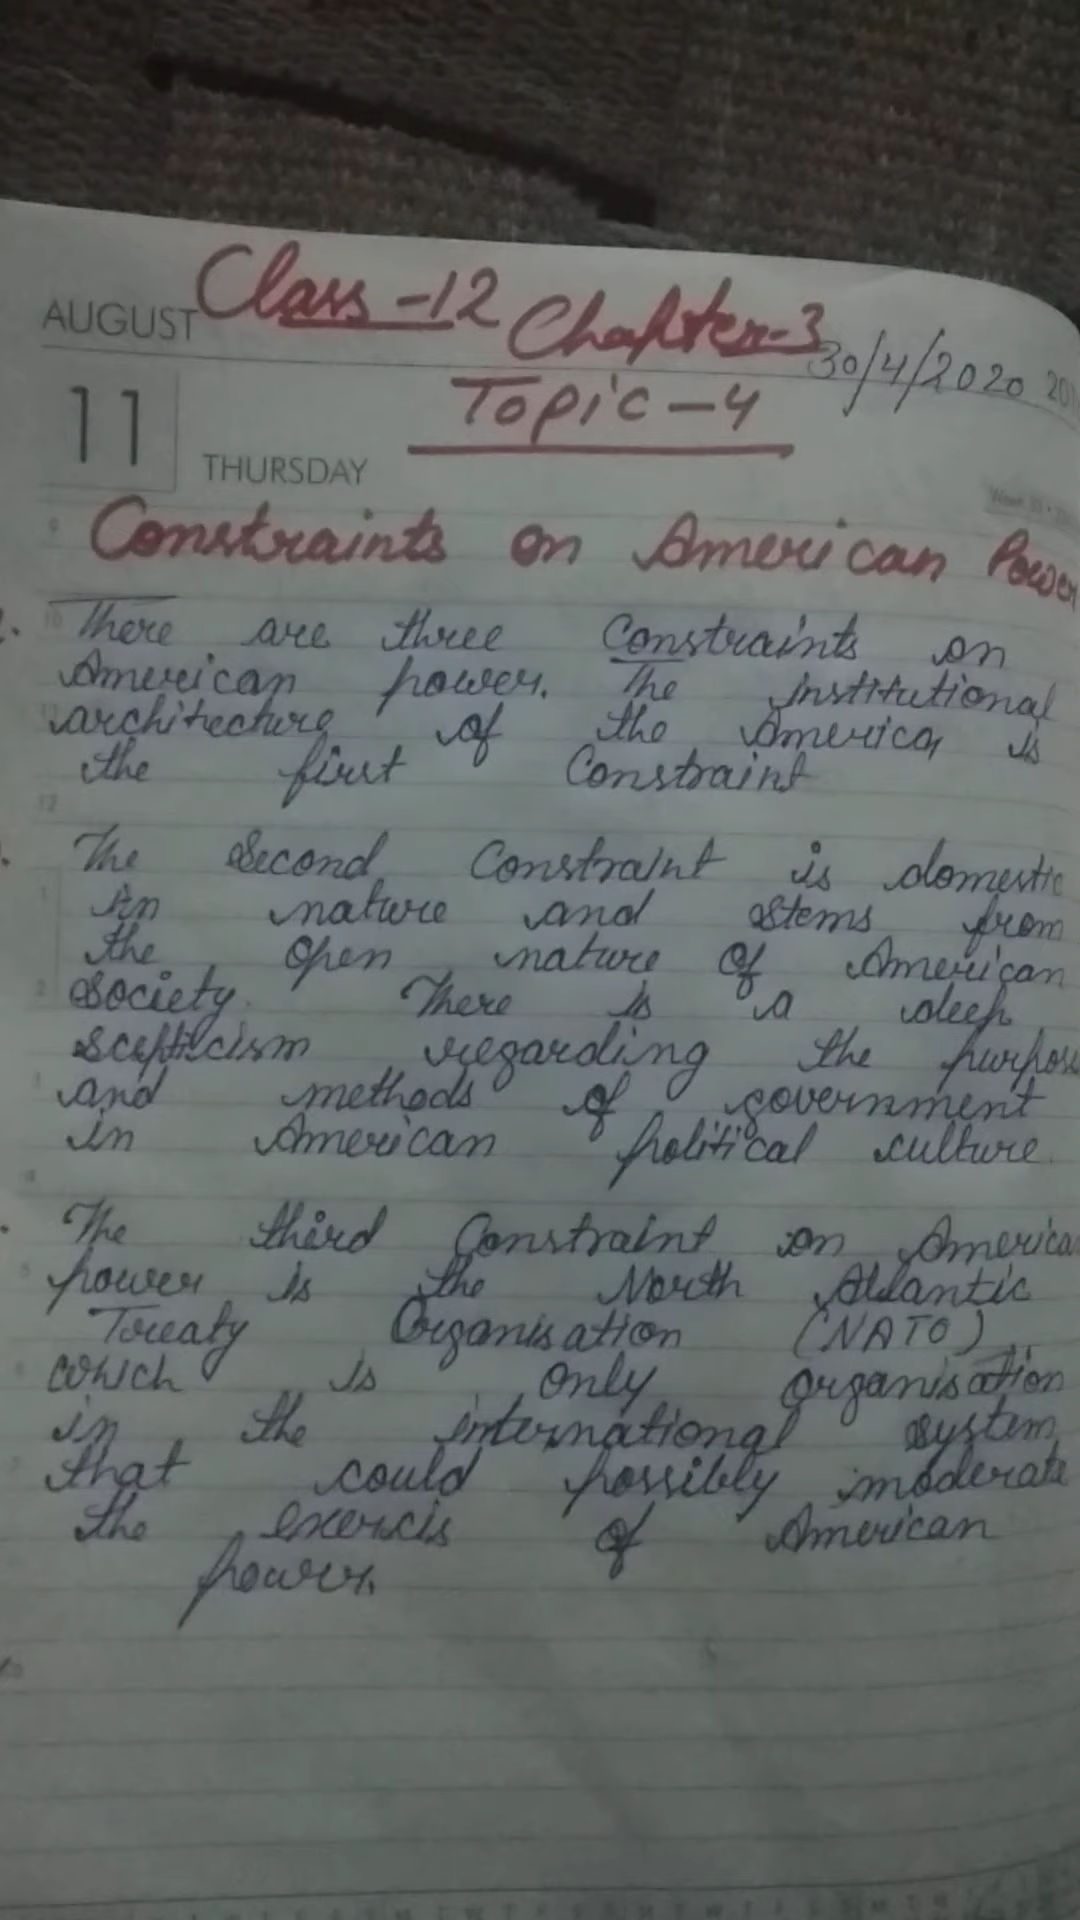 Class-12 Chapter-3
AUGUST
30/4/2020
Topic-4
11
THURSDAY
Constraints on American Power
There are three Constraints on
American power. The institutional
architecture of the America is
the first Constraint
The Second Constraint is domestic
in nature and stems from
the open nature of American
society. There is a deep
scepticism regarding the purpose
and methods of government
in American political culture.
The third Constraint on America
power is the North Atlantic
Treaty Organisation (NATO)
which is only organisation
in the international system
that could possibly moderate
the exercis of American
power.